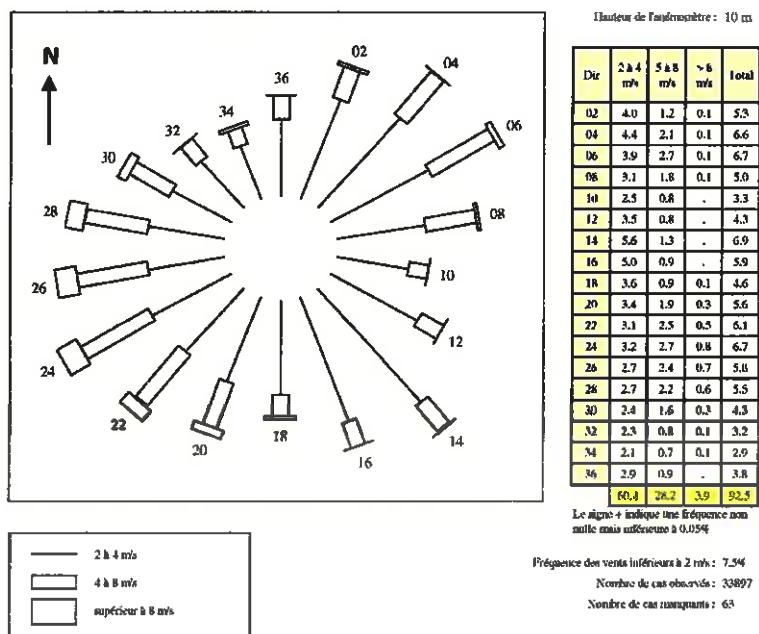 N
36
02
04
06
08
10
12
14
16
18
20
22
24
26
28
30
32
34
Hauteur de l'anémomètre : 10 m
Dir 2 à 4 m/s 5 à 8 m/s > 8 m/s Total
02 4.0 1.2 0.1 5.3
04 4.4 2.1 0.1 6.6
06 3.9 2.7 0.1 6.7
08 3.1 1.8 0.1 5.0
10 2.5 0.8 . 3.3
12 3.5 0.8 . 4.3
14 5.6 1.3 . 6.9
16 5.0 0.9 . 5.9
18 3.6 0.9 0.1 4.6
20 3.4 1.9 0.3 5.6
22 3.1 2.5 0.5 6.1
24 3.2 2.7 0.8 6.7
26 2.7 2.4 0.7 5.8
28 2.7 2.2 0.6 5.5
30 2.4 1.6 0.3 4.3
32 2.3 0.8 0.1 3.2
34 2.1 0.7 0.1 2.9
36 2.9 0.9 . 3.8
60.4 28.2 3.9 92.5
Le signe + indique une fréquence non
nulle mais inférieure à 0.05%
Fréquence des vents inférieurs à 2 m/s : 7.5%
Nombre de cas observés : 33897
Nombre de cas manquants : 63
2 à 4 m/s
4 à 8 m/s
supérieur à 8 m/s